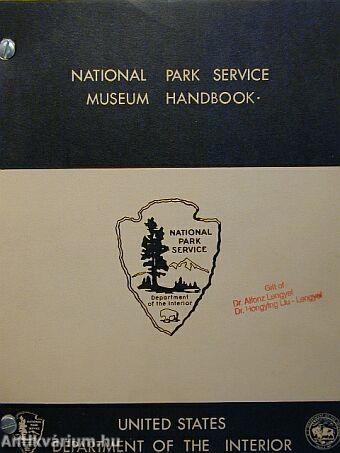 NATIONAL PARK SERVICE
MUSEUM HANDBOOK
NATIONAL
PARK
SERVICE
Department
of the Interior
Gift of
Dr. Alfonz Lengyel
Dr. Hongying Liu - Lengyel
UNITED STATES
DEPARTMENT OF THE INTERIOR
Antikvárium.hu